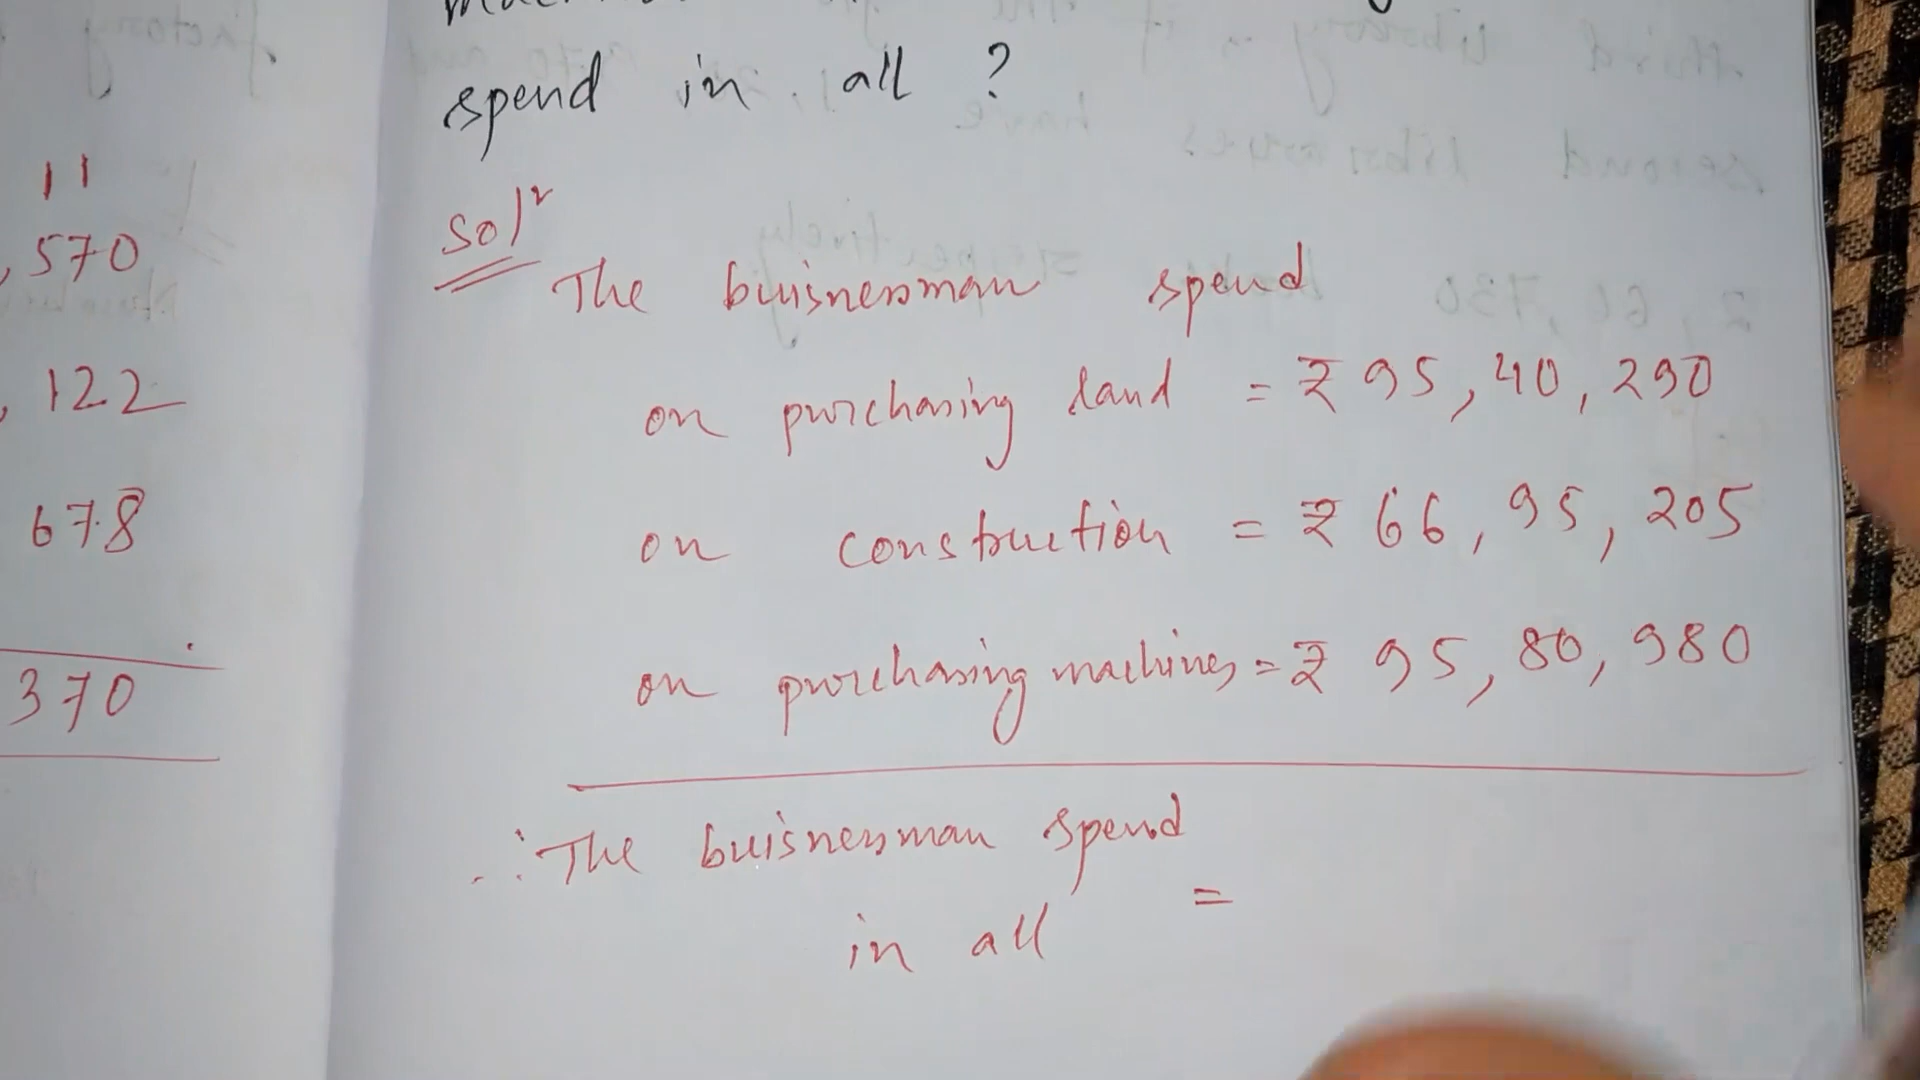 spend in all ?
11
,570
, 122
678
370
Sol^n
The buisnessman spend
on purchasing land = ₹ 95, 40, 290
on construction = ₹ 66, 95, 205
on purchasing machines = ₹ 95, 80, 980
∴ The buisnessman spend
in all =